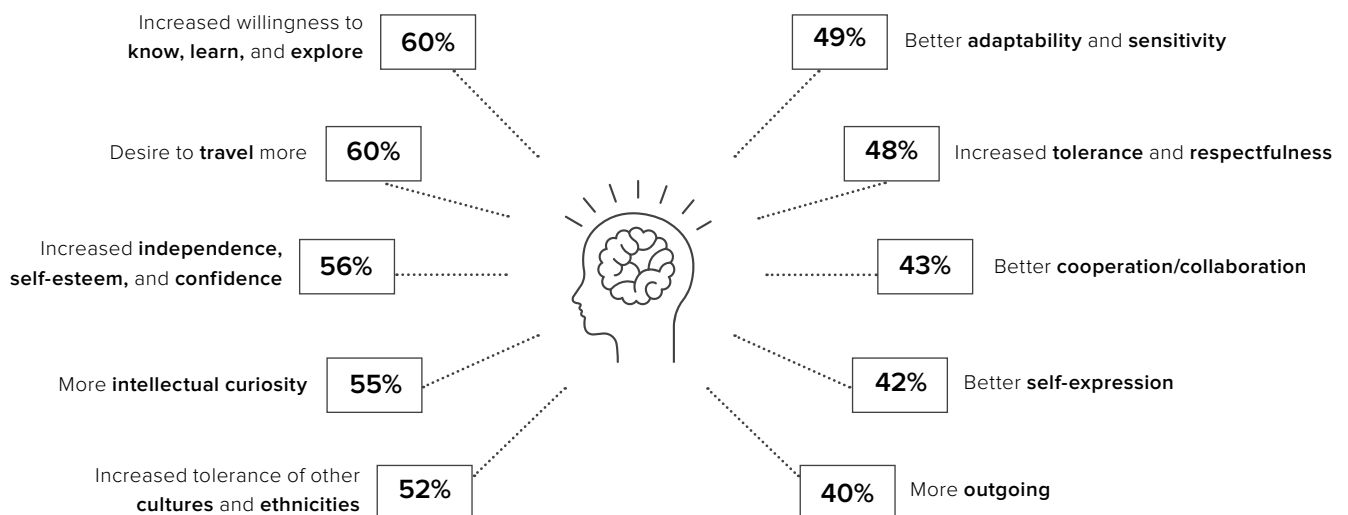 Increased willingness to
know, learn, and explore
60%
Desire to travel more
60%
Increased independence,
self-esteem, and confidence
56%
More intellectual curiosity
55%
Increased tolerance of other
cultures and ethnicities
52%
49%
Better adaptability and sensitivity
48%
Increased tolerance and respectfulness
43%
Better cooperation/collaboration
42%
Better self-expression
40%
More outgoing